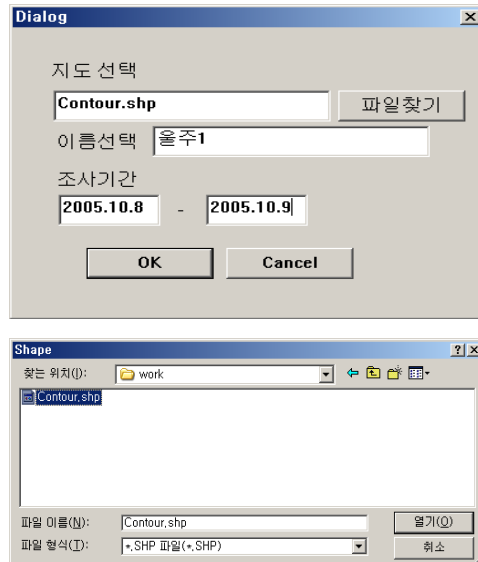 Dialog
지도 선택
Contour.shp 파일찾기
이름선택 울주1
조사기간
2005.10.8 - 2005.10.9
OK Cancel
Shape
찾는 위치(I): work
Contour.shp
파일 이름(N): Contour.shp 열기(O)
파일 형식(T): *.SHP 파일(*.SHP) 취소